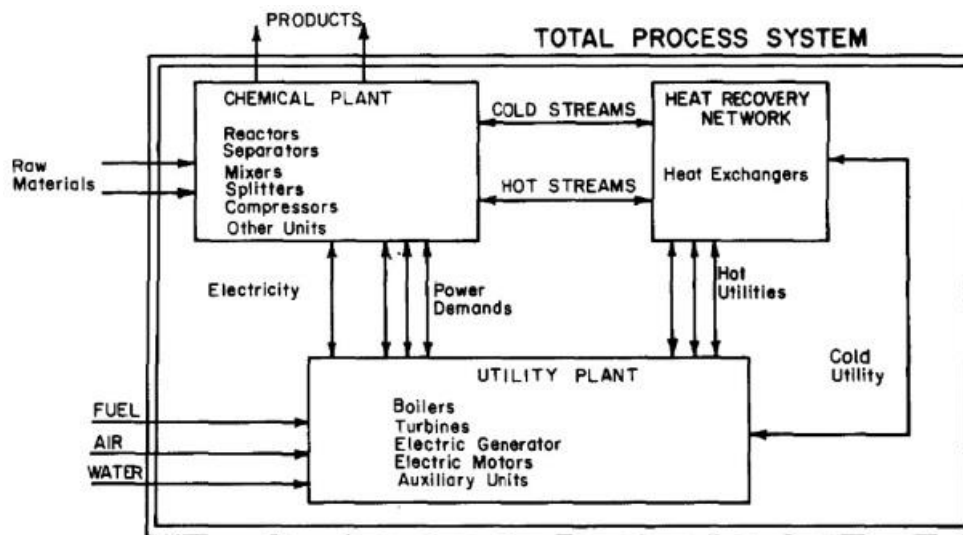 PRODUCTS
TOTAL PROCESS SYSTEM
CHEMICAL PLANT
Reactors
Separators
Mixers
Splitters
Compressors
Other Units
COLD STREAMS
HOT STREAMS
HEAT RECOVERY
NETWORK
Heat Exchangers
Raw
Materials
Electricity
Power
Demands
Hot
Utilities
Cold
Utility
UTILITY PLANT
Boilers
Turbines
Electric Generator
Electric Motors
Auxiliary Units
FUEL
AIR
WATER